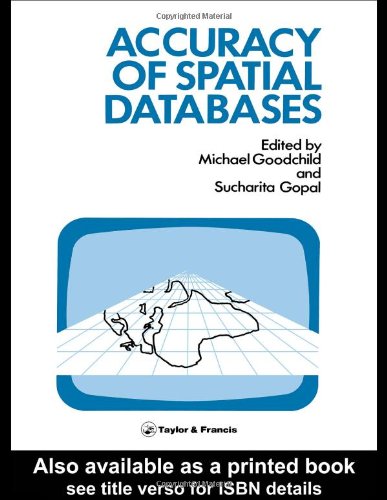 ACCURACY
OF SPATIAL
DATABASES
Edited by
Michael Goodchild
and
Sucharita Gopal
Taylor & Francis
Also available as a printed book
see title verso for ISBN details